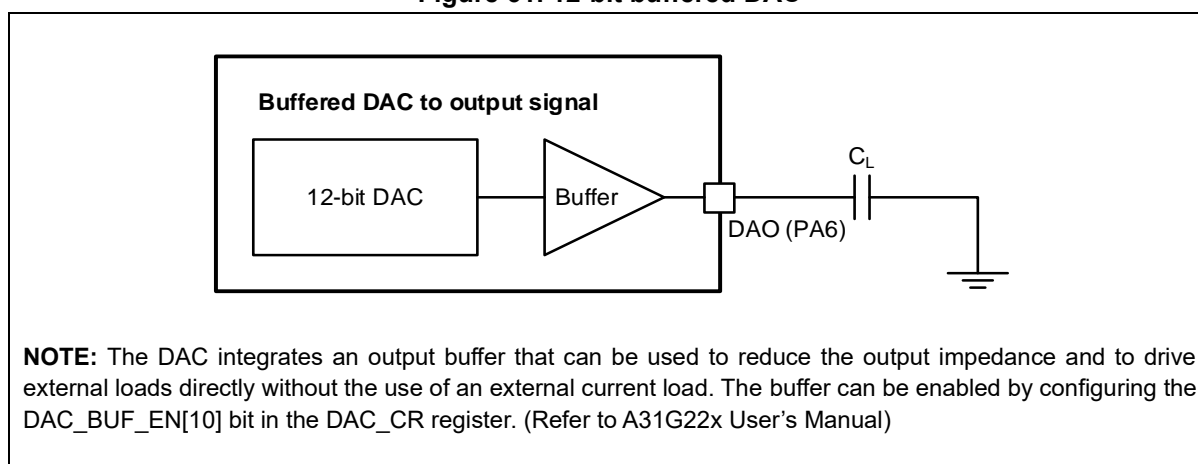 Buffered DAC to output signal
12-bit DAC
Buffer
CL
DAO (PA6)
NOTE: The DAC integrates an output buffer that can be used to reduce the output impedance and to drive
external loads directly without the use of an external current load. The buffer can be enabled by configuring the
DAC_BUF_EN[10] bit in the DAC_CR register. (Refer to A31G22x User's Manual)